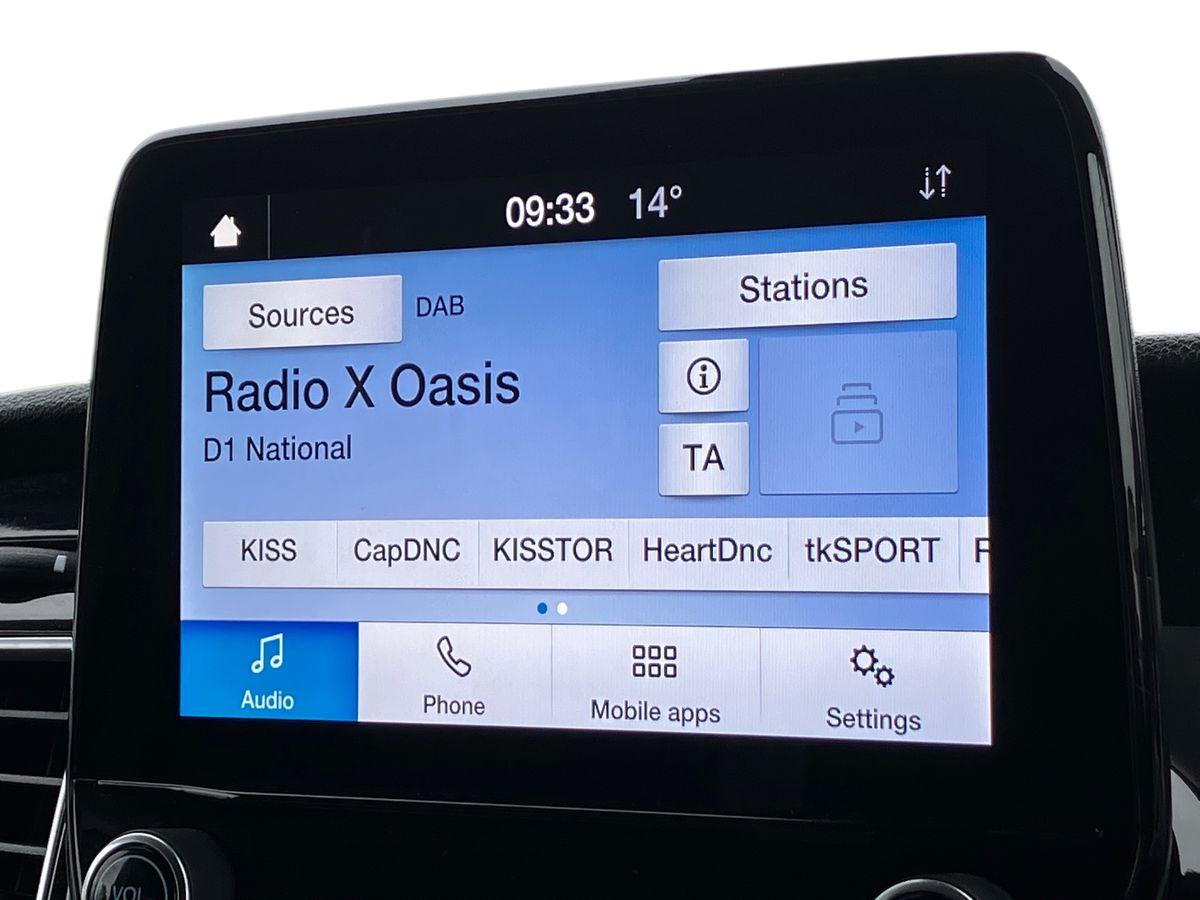 09:33 14°
Sources DAB Stations
Radio X Oasis
D1 National
TA
KISS CapDNC KISSTOR HeartDnc tkSPORT
Audio Phone Mobile apps Settings
VOL